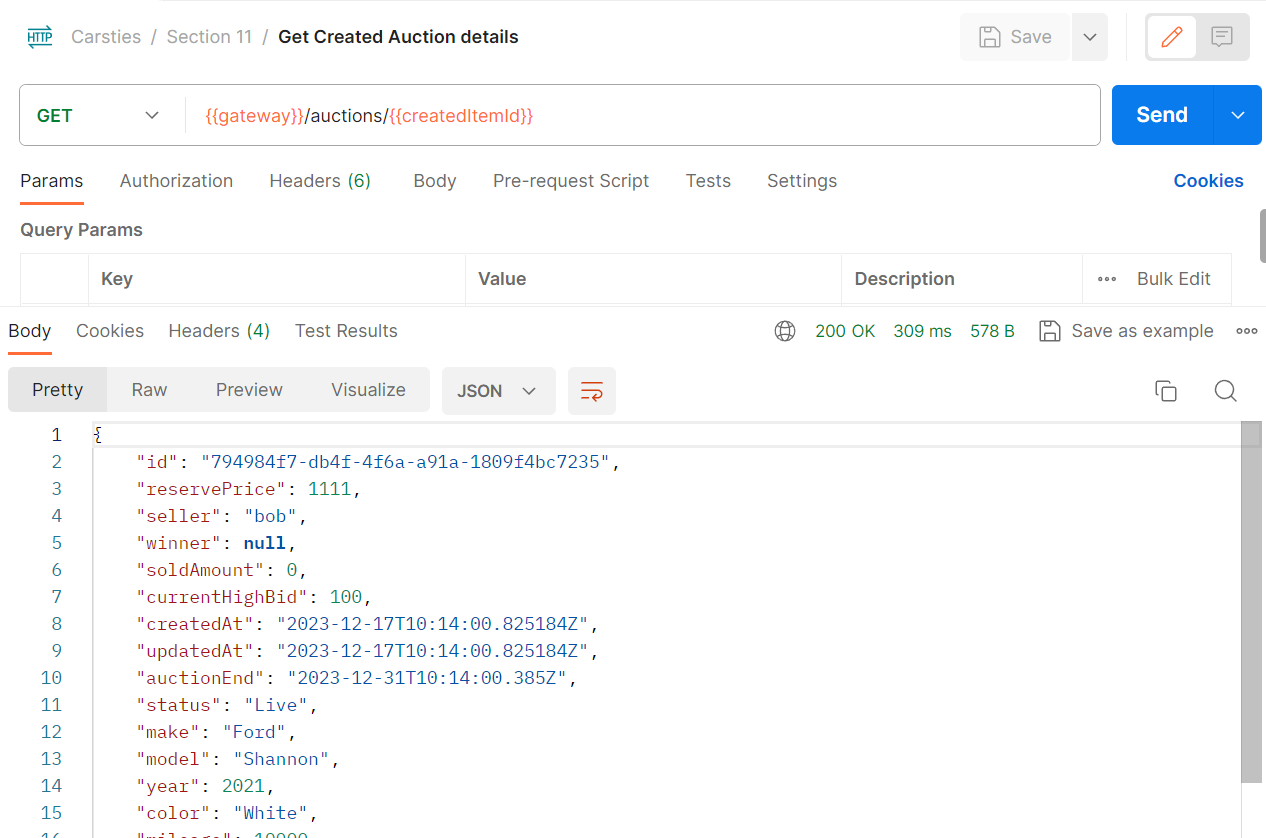 HTTP Carsties / Section 11 / Get Created Auction details Save
GET {{gateway}}/auctions/{{createdItemId}} Send
Params Authorization Headers (6) Body Pre-request Script Tests Settings Cookies
Query Params
Key Value Description Bulk Edit
Body Cookies Headers (4) Test Results 200 OK 309 ms 578 B Save as example
Pretty Raw Preview Visualize JSON
1 {
2 "id": "794984f7-db4f-4f6a-a91a-1809f4bc7235",
3 "reservePrice": 1111,
4 "seller": "bob",
5 "winner": null,
6 "soldAmount": 0,
7 "currentHighBid": 100,
8 "createdAt": "2023-12-17T10:14:00.825184Z",
9 "updatedAt": "2023-12-17T10:14:00.825184Z",
10 "auctionEnd": "2023-12-31T10:14:00.385Z",
11 "status": "Live",
12 "make": "Ford",
13 "model": "Shannon",
14 "year": 2021,
15 "color": "White",
16 "mileage": 10000